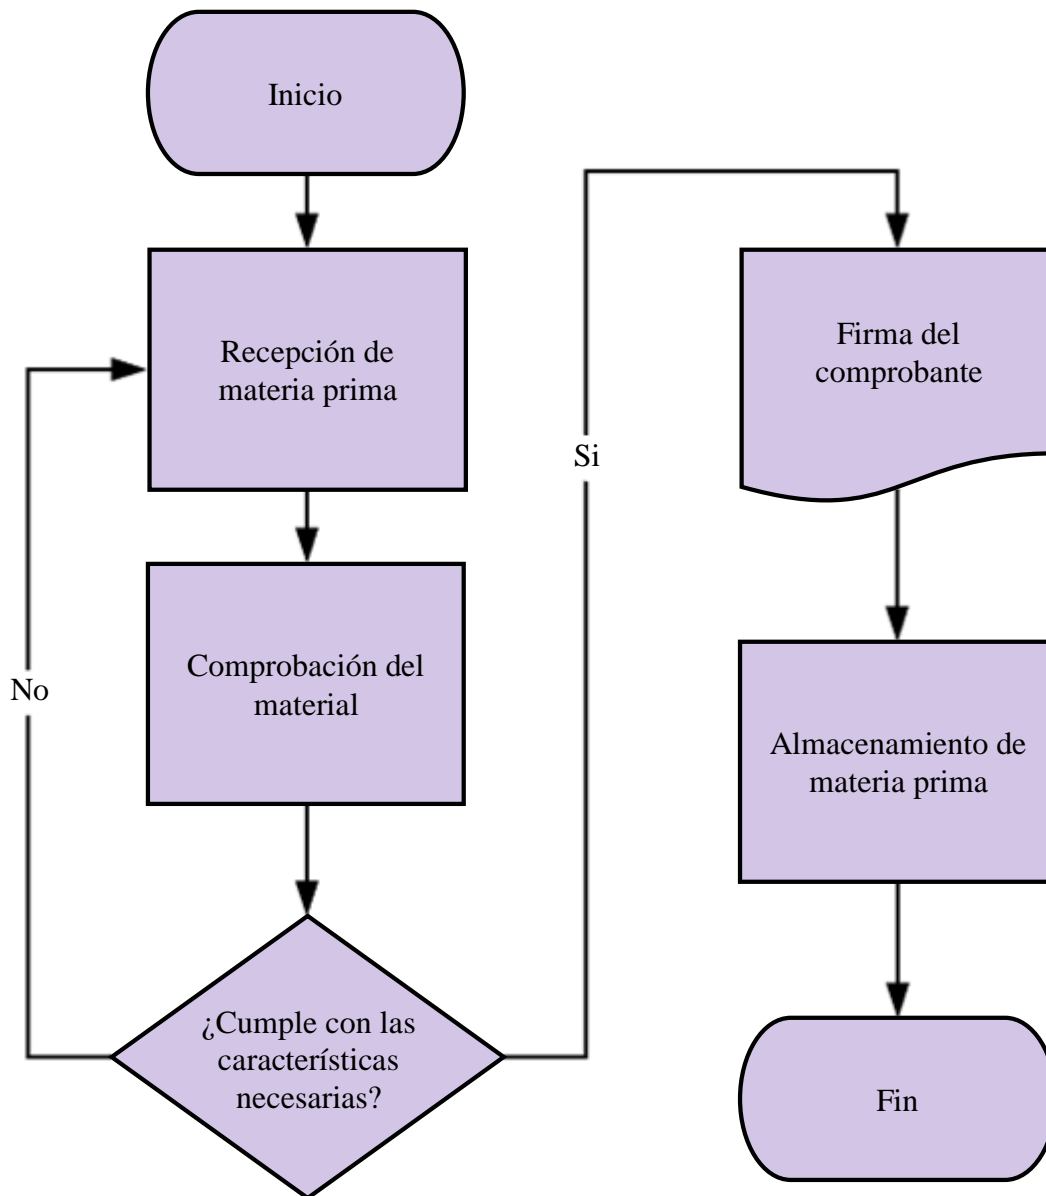 Inicio
Recepción de
materia prima
Comprobación del
material
¿Cumple con las
características
necesarias?
No
Si
Firma del
comprobante
Almacenamiento de
materia prima
Fin